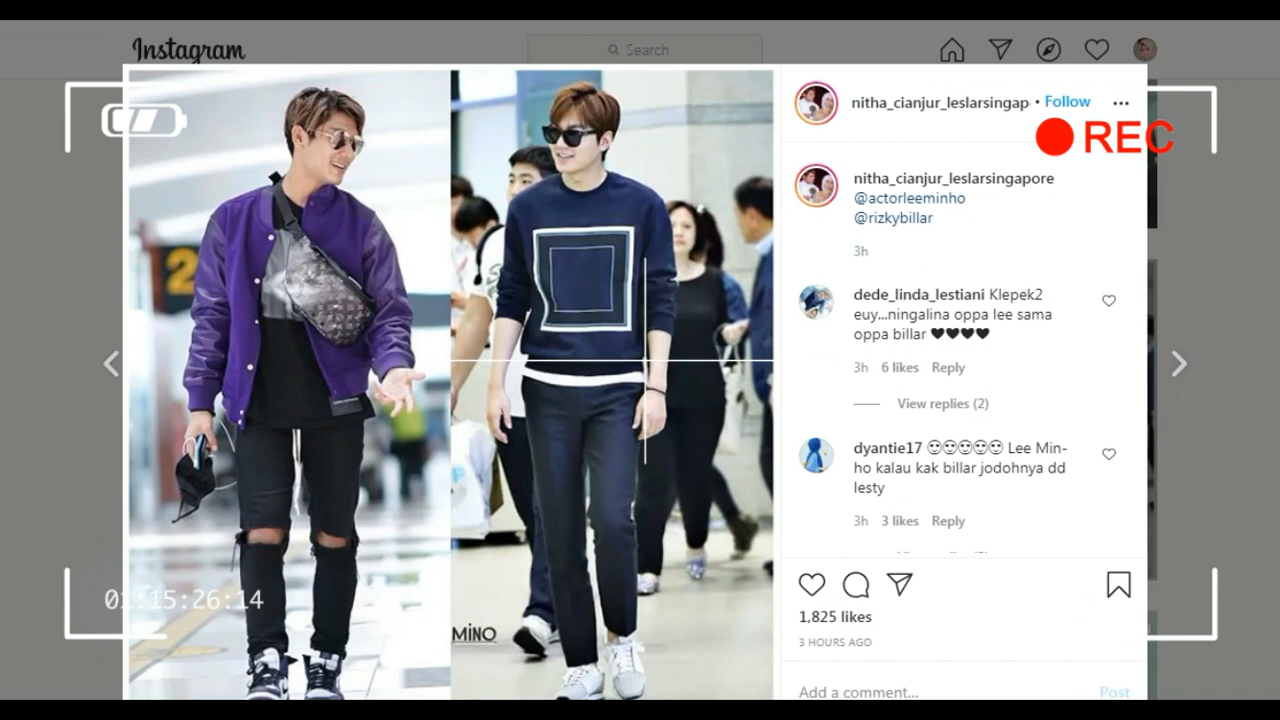 Instagram
Search
nitha_cianjur_leslarsingap • Follow
REC
nitha_cianjur_leslarsingapore
@actorleeminho
@rizkybillar
3h
dede_linda_lestiani Klepek2
euy...ningalina oppa lee sama
oppa billar 🖤🖤🖤🖤
3h 6 likes Reply
View replies (2)
dyantie17 😍😍😍😍😍 Lee Min-
ho kalau kak billar jodohnya dd
lesty
3h 3 likes Reply
1,825 likes
3 HOURS AGO
Add a comment... Post
2
MINO
01:15:26:14